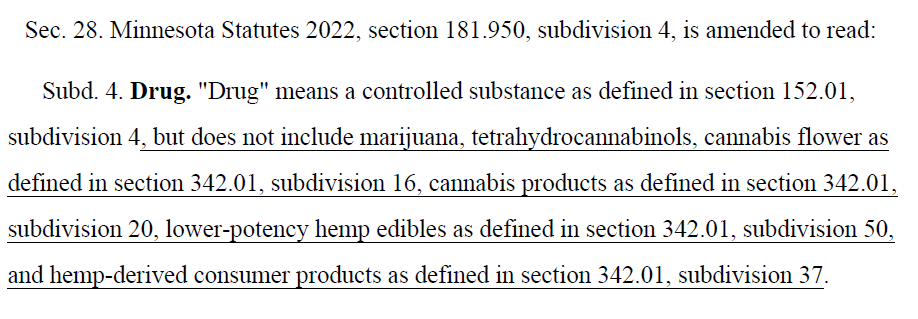 Sec. 28. Minnesota Statutes 2022, section 181.950, subdivision 4, is amended to read:
Subd. 4. Drug. "Drug" means a controlled substance as defined in section 152.01,
subdivision 4, but does not include marijuana, tetrahydrocannabinols, cannabis flower as
defined in section 342.01, subdivision 16, cannabis products as defined in section 342.01,
subdivision 20, lower-potency hemp edibles as defined in section 342.01, subdivision 50,
and hemp-derived consumer products as defined in section 342.01, subdivision 37.